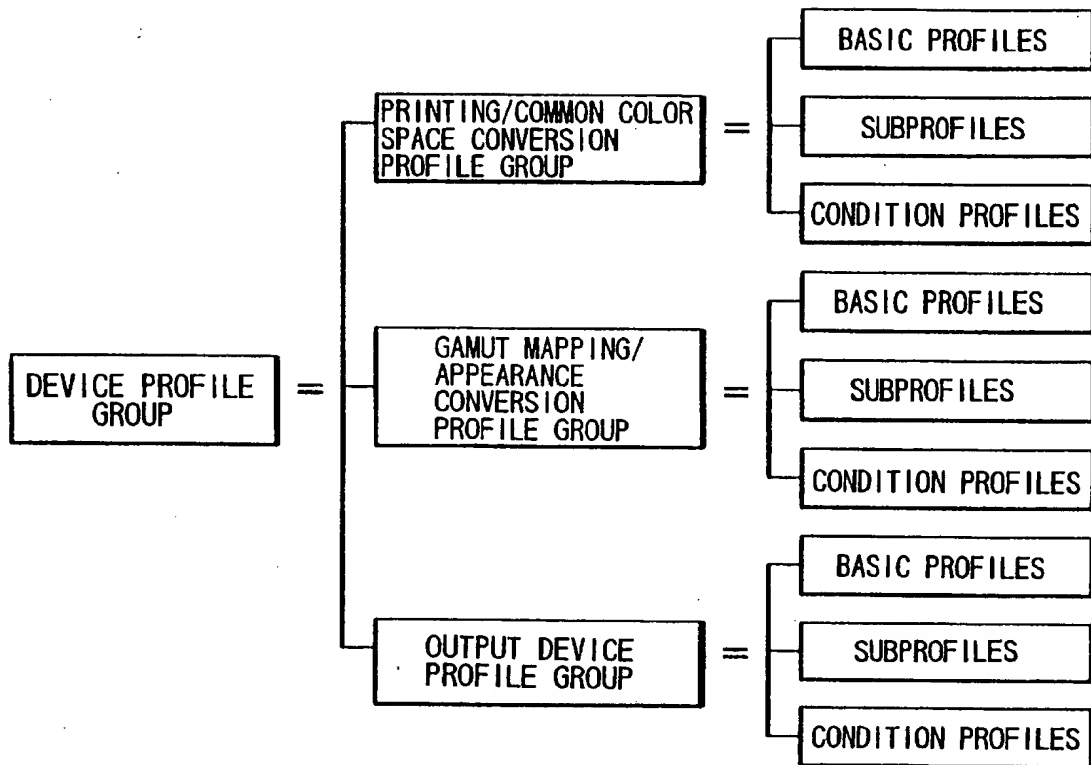 BASIC PROFILES
PRINTING/COMMON COLOR
SPACE CONVERSION
PROFILE GROUP
=
SUBPROFILES
CONDITION PROFILES
DEVICE PROFILE
GROUP
=
GAMUT MAPPING/
APPEARANCE
CONVERSION
PROFILE GROUP
=
BASIC PROFILES
SUBPROFILES
CONDITION PROFILES
OUTPUT DEVICE
PROFILE GROUP
=
BASIC PROFILES
SUBPROFILES
CONDITION PROFILES